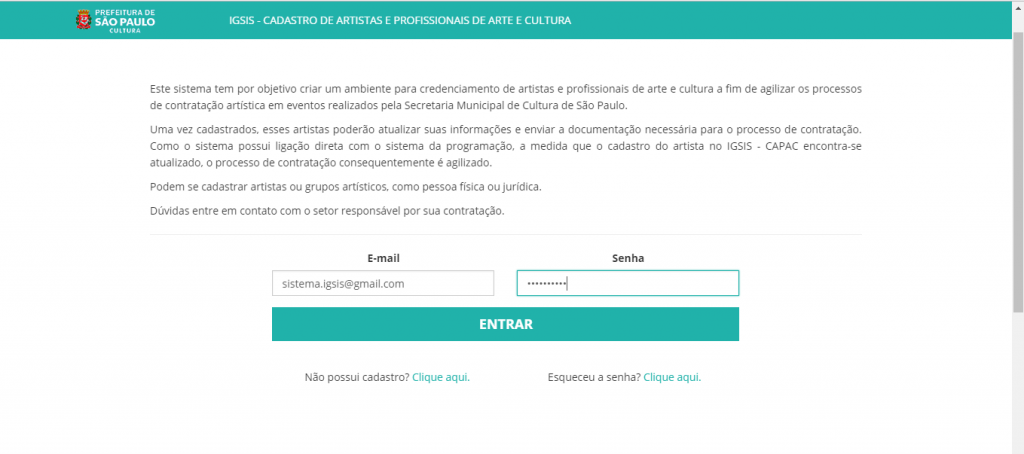 PREFEITURA DE
SÃO PAULO
CULTURA
IGSIS - CADASTRO DE ARTISTAS E PROFISSIONAIS DE ARTE E CULTURA
Este sistema tem por objetivo criar um ambiente para credenciamento de artistas e profissionais de arte e cultura a fim de agilizar os processos
de contratação artística em eventos realizados pela Secretaria Municipal de Cultura de São Paulo.
Uma vez cadastrados, esses artistas poderão atualizar suas informações e enviar a documentação necessária para o processo de contratação.
Como o sistema possui ligação direta com o sistema da programação, a medida que o cadastro do artista no IGSIS - CAPAC encontra-se
atualizado, o processo de contratação consequentemente é agilizado.
Podem se cadastrar artistas ou grupos artísticos, como pessoa física ou jurídica.
Dúvidas entre em contato com o setor responsável por sua contratação.
E-mail Senha
sistema.igsis@gmail.com ••••••••••
ENTRAR
Não possui cadastro? Clique aqui. Esqueceu a senha? Clique aqui.